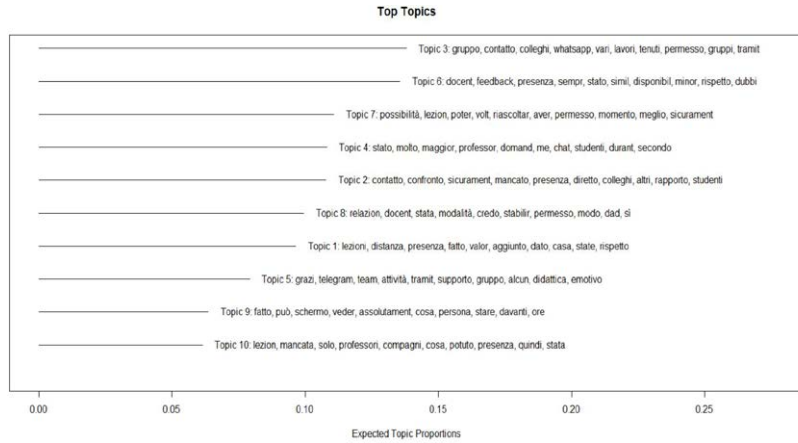 Top Topics
Topic 3: gruppo, contatto, colleghi, whatsapp, vari, lavori, tenuti, permesso, gruppi, tramit
Topic 6: docent, feedback, presenza, sempr, stato, simil, disponibil, minor, rispetto, dubbi
Topic 7: possibilità, lezion, poter, volt, riascoltar, aver, permesso, momento, meglio, sicurament
Topic 4: stato, molto, maggior, professor, domand, me, chat, studenti, durant, secondo
Topic 2: contatto, confronto, sicurament, mancato, presenza, diretto, colleghi, altri, rapporto, studenti
Topic 8: relazion, docent, stata, modalità, credo, stabilir, permesso, modo, dad, sì
Topic 1: lezioni, distanza, presenza, fatto, valor, aggiunto, dato, casa, state, rispetto
Topic 5: grazi, telegram, team, attività, tramit, supporto, gruppo, alcun, didattica, emotivo
Topic 9: fatto, può, schermo, veder, assolutament, cosa, persona, stare, davanti, ore
Topic 10: lezion, mancata, solo, professori, compagni, cosa, potuto, presenza, quindi, stata
0.00 0.05 0.10 0.15 0.20 0.25
Expected Topic Proportions